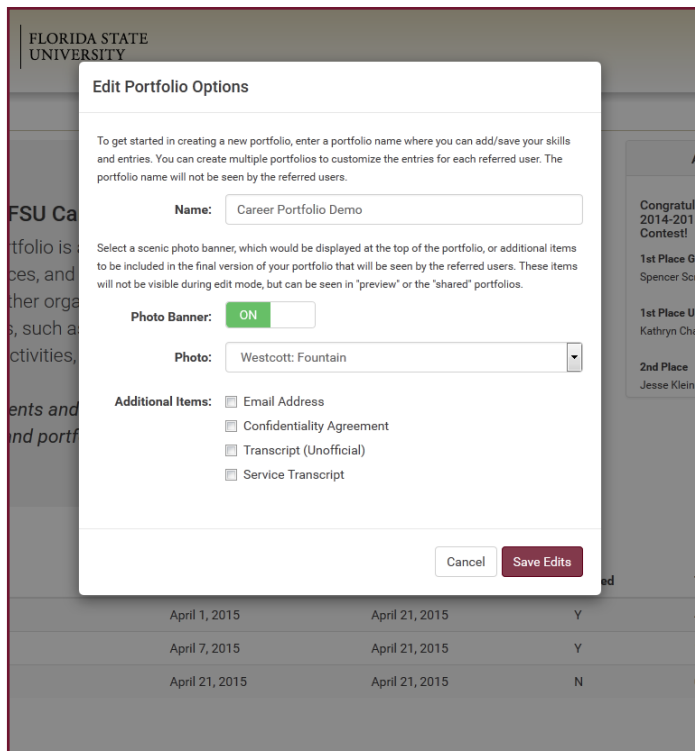 FLORIDA STATE
UNIVERSITY
Edit Portfolio Options
To get started in creating a new portfolio, enter a portfolio name where you can add/save your skills
and entries. You can create multiple portfolios to customize the entries for each referred user. The
portfolio name will not be seen by the referred users.
Name: Career Portfolio Demo
Select a scenic photo banner, which would be displayed at the top of the portfolio, or additional items
to be included in the final version of your portfolio that will be seen by the referred users. These items
will not be visible during edit mode, but can be seen in "preview" or the "shared" portfolios.
Photo Banner: ON
Photo: Westcott: Fountain
Additional Items: Email Address
Confidentiality Agreement
Transcript (Unofficial)
Service Transcript
Cancel Save Edits
FSU Ca
tfolio is
ces, and
ther orga
s, such a
ctivities,
ents and
and portf
A
Congratul
2014-201
Contest!
1st Place G
Spencer Sc
1st Place U
Kathryn Cha
2nd Place
Jesse Klein
ed
April 1, 2015 April 21, 2015 Y
April 7, 2015 April 21, 2015 Y
April 21, 2015 April 21, 2015 N